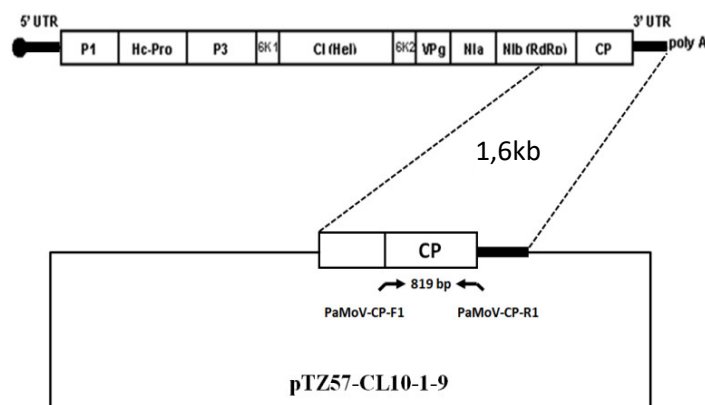 5' UTR 3' UTR
P1 Hc-Pro P3 6K1 CI (Hel) 6K2 VPg NIa NIb (RdRp) CP poly A
1,6kb
CP
819 bp
PaMoV-CP-F1 PaMoV-CP-R1
pTZ57-CL10-1-9